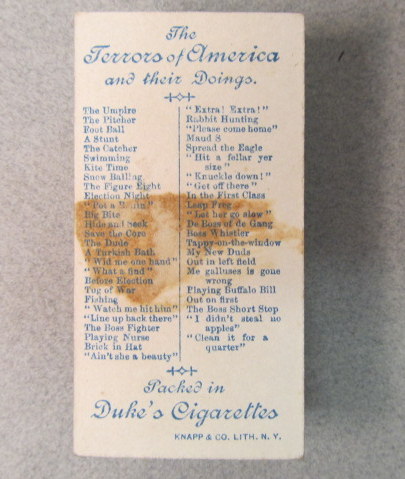 The
Terrors of America
and their Doings.
The Umpire
The Pitcher
Foot Ball
A Stunt
The Catcher
Swimming
Kite Time
Snow Balling
The Figure Eight
Election Night
Big Bite
Hide and Seek
Save the Core
The Dude
A Turkish Bath
"Wid me one hand"
"What a find"
Before Election
Tug of War
Fishing
"Watch me hit him"
"Line up back there"
The Boss Fighter
Playing Nurse
Brick in Hat
"Ain't she a beauty"
"Extra! Extra!"
Rabbit Hunting
"Please come home"
Maud S
Spread the Eagle
"Hit a fellar yer
size"
"Knuckle down!"
"Get off there"
In the First Class
Leap Frog
"Let her go slow"
De Boss of de Gang
Boss Whistler
Tappy-on-the-window
My New Duds
Out in left field
Me galluses is gone
wrong
Playing Buffalo Bill
Out on first
The Boss Short Stop
"I didn't steal no
apples"
"Clean it for a
quarter"
Packed in
Duke's Cigarettes
KNAPP & CO. LITH. N. Y.